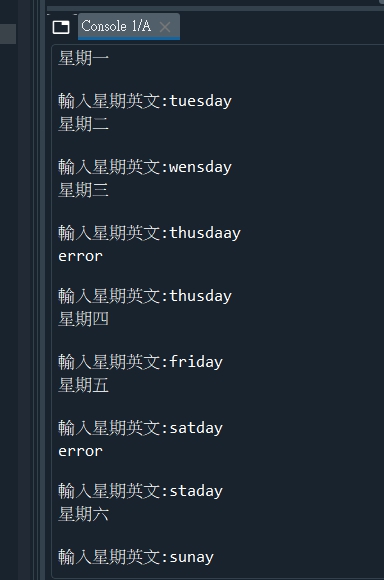 Console 1/A
星期一
輸入星期英文:tuesday
星期二
輸入星期英文:wensday
星期三
輸入星期英文:thusdaay
error
輸入星期英文:thusday
星期四
輸入星期英文:friday
星期五
輸入星期英文:satday
error
輸入星期英文:staday
星期六
輸入星期英文:sunay